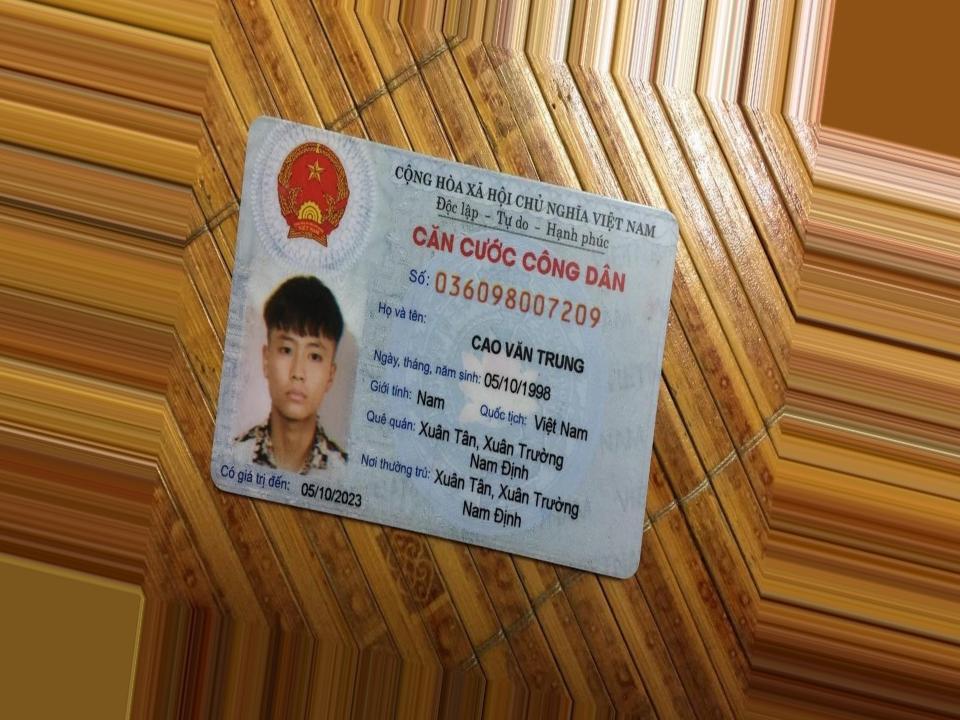 CỘNG HÒA XÃ HỘI CHỦ NGHĨA VIỆT NAM
Độc lập - Tự do - Hạnh phúc
CĂN CƯỚC CÔNG DÂN
Số: 036098007209
Họ và tên:
CAO VĂN TRUNG
Ngày, tháng, năm sinh: 05/10/1998
Giới tính: Nam Quốc tịch: Việt Nam
Quê quán: Xuân Tân, Xuân Trường
Nam Định
Nơi thường trú: Xuân Tân, Xuân Trường
Nam Định
Có giá trị đến: 05/10/2023